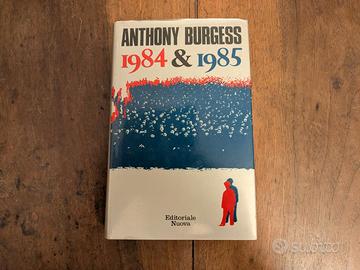 ANTHONY BURGESS
1984 & 1985
Editoriale
Nuova
subito